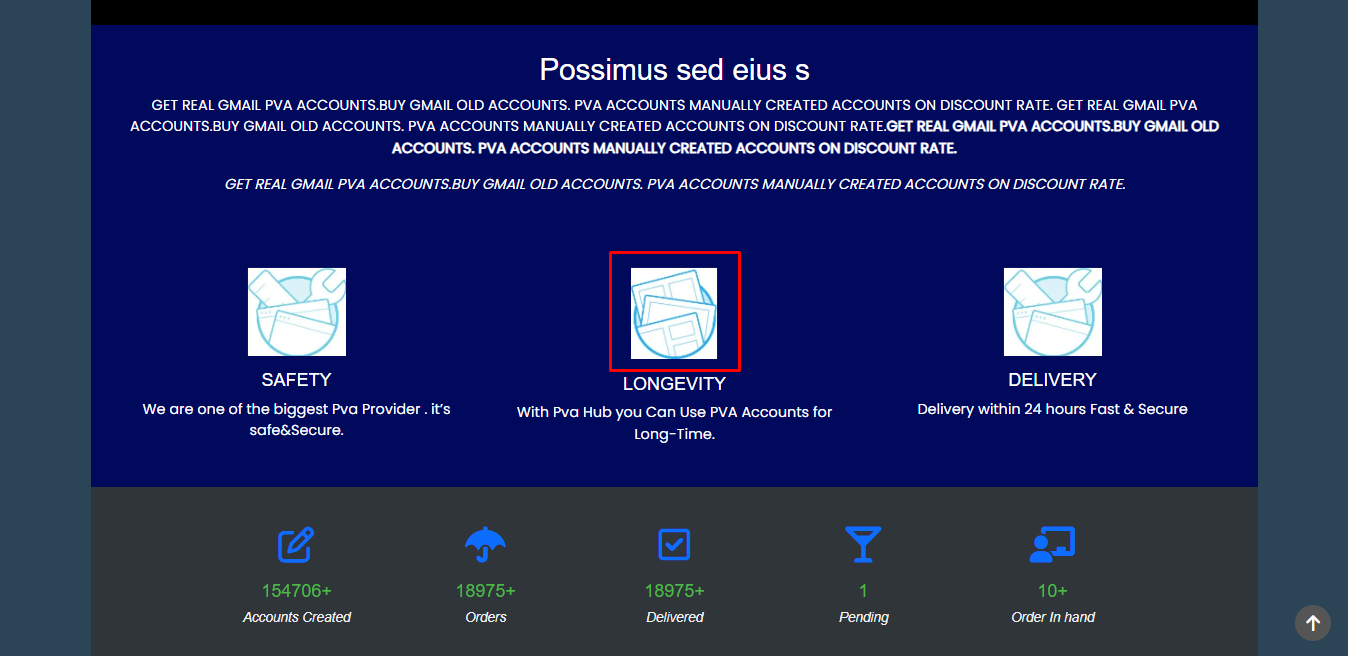 Possimus sed eius s
GET REAL GMAIL PVA ACCOUNTS.BUY GMAIL OLD ACCOUNTS. PVA ACCOUNTS MANUALLY CREATED ACCOUNTS ON DISCOUNT RATE. GET REAL GMAIL PVA
ACCOUNTS.BUY GMAIL OLD ACCOUNTS. PVA ACCOUNTS MANUALLY CREATED ACCOUNTS ON DISCOUNT RATE.GET REAL GMAIL PVA ACCOUNTS.BUY GMAIL OLD
ACCOUNTS. PVA ACCOUNTS MANUALLY CREATED ACCOUNTS ON DISCOUNT RATE.
GET REAL GMAIL PVA ACCOUNTS.BUY GMAIL OLD ACCOUNTS. PVA ACCOUNTS MANUALLY CREATED ACCOUNTS ON DISCOUNT RATE.
SAFETY
We are one of the biggest Pva Provider . it’s
safe&Secure.
LONGEVITY
With Pva Hub you Can Use PVA Accounts for
Long-Time.
DELIVERY
Delivery within 24 hours Fast & Secure
154706+
Accounts Created
18975+
Orders
18975+
Delivered
1
Pending
10+
Order In hand